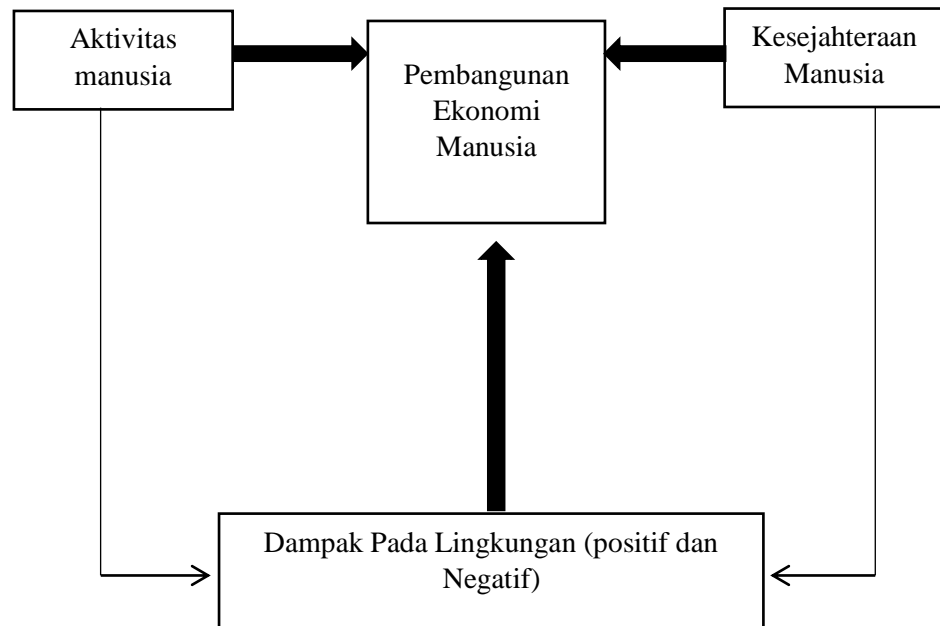 Aktivitas
manusia
Pembangunan
Ekonomi
Manusia
Kesejahteraan
Manusia
Dampak Pada Lingkungan (positif dan
Negatif)